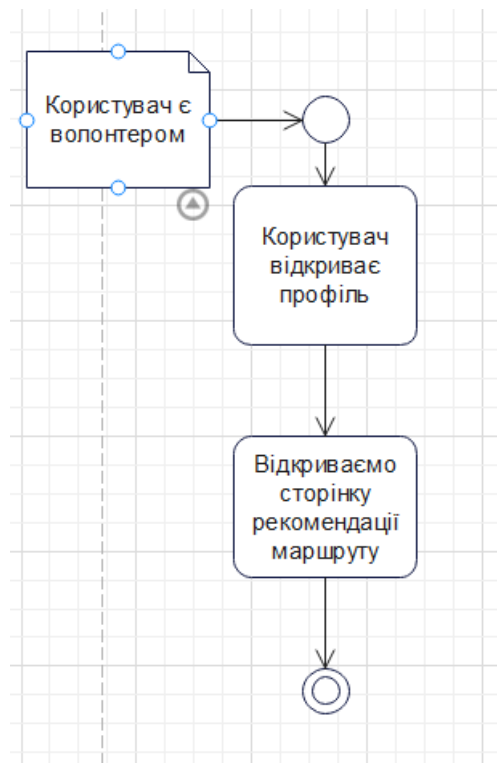 Користувач є
волонтером
Користувач
відкриває
профіль
Відкриваємо
сторінку
рекомендації
маршруту